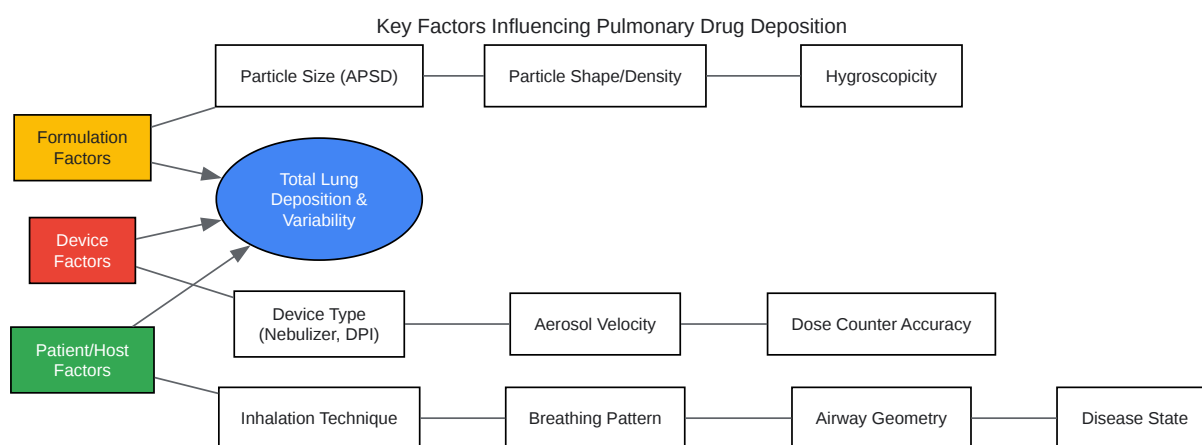 Key Factors Influencing Pulmonary Drug Deposition
Particle Size (APSD)
Particle Shape/Density
Hygroscopicity
Formulation
Factors
Total Lung
Deposition &
Variability
Device
Factors
Device Type
(Nebulizer, DPI)
Aerosol Velocity
Dose Counter Accuracy
Patient/Host
Factors
Inhalation Technique
Breathing Pattern
Airway Geometry
Disease State